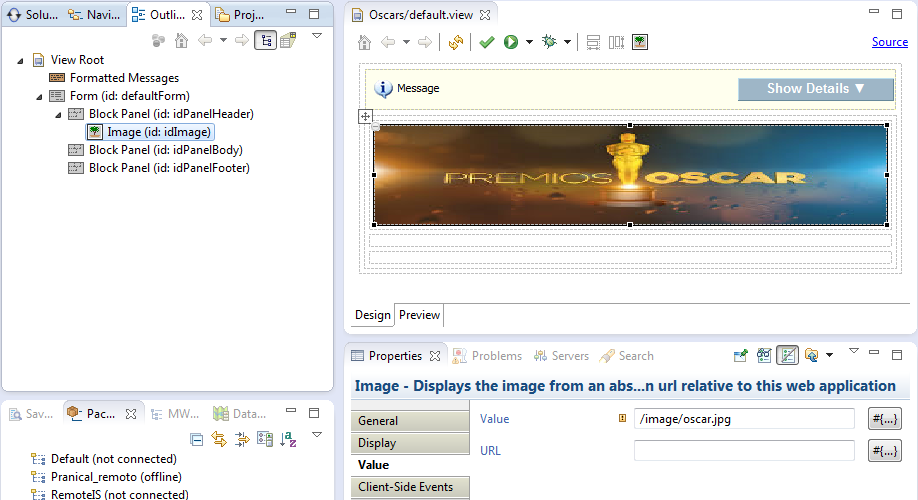 Solu... Navi... Outli... Proj...
View Root
Formatted Messages
Form (id: defaultForm)
Block Panel (id: idPanelHeader)
Image (id: idImage)
Block Panel (id: idPanelBody)
Block Panel (id: idPanelFooter)
Oscars/default.view
Source
Message Show Details ▼
PREMIOS OSCAR
Design Preview
Sav... Pac... MW... Data...
Default (not connected)
Pranical_remoto (offline)
RemoteIS (not connected)
Properties Problems Servers Search
Image - Displays the image from an abs...n url relative to this web application
General
Display
Value
Client-Side Events
Value /image/oscar.jpg #{...}
URL #{...}